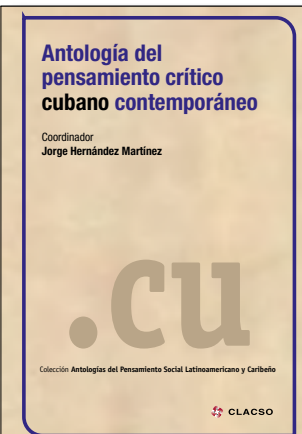 Antología del
pensamiento crítico
cubano contemporáneo
Coordinador
Jorge Hernández Martínez
.cu
Colección Antologías del Pensamiento Social Latinoamericano y Caribeño
CLACSO